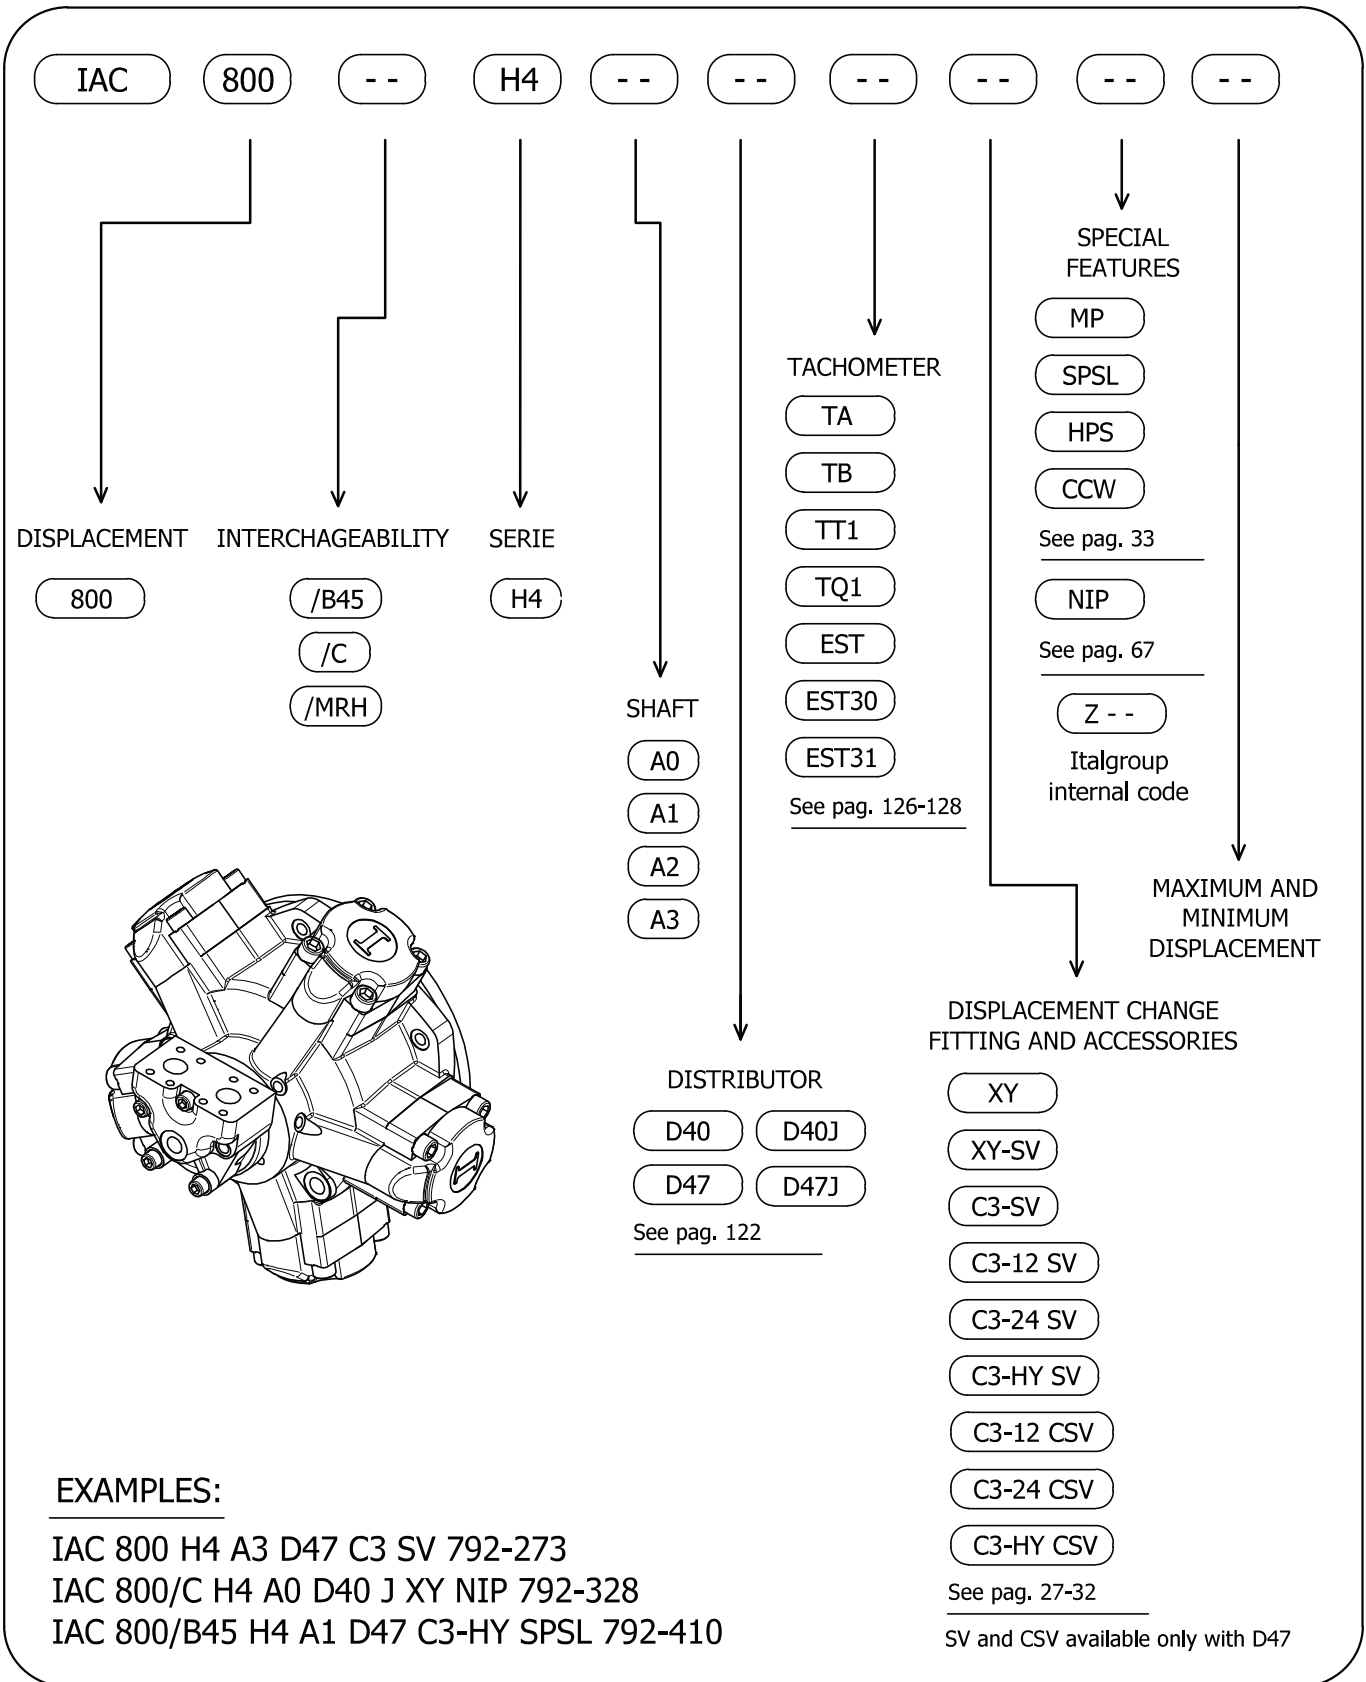 IAC 800 - - H4 - - - - - - - - - - - -
SPECIAL
FEATURES
MP
SPSL
HPS
CCW
See pag. 33
NIP
See pag. 67
Z - -
Italgroup
internal code
TACHOMETER
TA
TB
TT1
TQ1
EST
EST30
EST31
See pag. 126-128
DISPLACEMENT
800
INTERCHAGEABILITY
/B45
/C
/MRH
SERIE
H4
SHAFT
A0
A1
A2
A3
MAXIMUM AND
MINIMUM
DISPLACEMENT
DISTRIBUTOR
D40 D40J
D47 D47J
See pag. 122
DISPLACEMENT CHANGE
FITTING AND ACCESSORIES
XY
XY-SV
C3-SV
C3-12 SV
C3-24 SV
C3-HY SV
C3-12 CSV
C3-24 CSV
C3-HY CSV
See pag. 27-32
SV and CSV available only with D47
EXAMPLES:
IAC 800 H4 A3 D47 C3 SV 792-273
IAC 800/C H4 A0 D40 J XY NIP 792-328
IAC 800/B45 H4 A1 D47 C3-HY SPSL 792-410